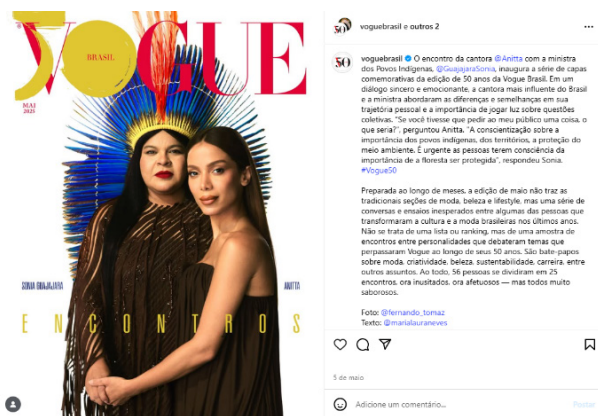 VOGUE
50
BRASIL
MAI
2025
SONIA GUAJAJARA
ANITTA
ENCONTROS
voguebrasil e outros 2
voguebrasil O encontro da cantora @Anitta com a ministra
dos Povos Indígenas, @GuajajaraSonia, inaugura a série de capas
comemorativas da edição de 50 anos da Vogue Brasil. Em um
diálogo sincero e emocionante, a cantora mais influente do Brasil
e a ministra abordaram as diferenças e semelhanças em sua
trajetória pessoal e a importância de jogar luz sobre questões
coletivas. "Se você tivesse que pedir ao meu público uma coisa, o
que seria?", perguntou Anitta. "A conscientização sobre a
importância dos povos indígenas, dos territórios, a proteção do
meio ambiente. É urgente as pessoas terem consciência da
importância de a floresta ser protegida", respondeu Sonia.
#Vogue50
Preparada ao longo de meses, a edição de maio não traz as
tradicionais seções de moda, beleza e lifestyle, mas uma série de
conversas e ensaios inesperados entre algumas das pessoas que
transformaram a cultura e a moda brasileiras nos últimos anos.
Não se trata de uma lista ou ranking, mas de uma amostra de
encontros entre personalidades que debateram temas que
perpassaram Vogue ao longo de seus 50 anos. São bate-papos
sobre moda, criatividade, beleza, sustentabilidade, carreira, entre
outros assuntos. Ao todo, 56 pessoas se dividiram em 25
encontros, ora inusitados, ora afetuosos — mas todos muito
saborosos.
Foto: @fernando_tomaz
Texto: @marialauraneves
5 de maio
Adicione um comentário...
Postar